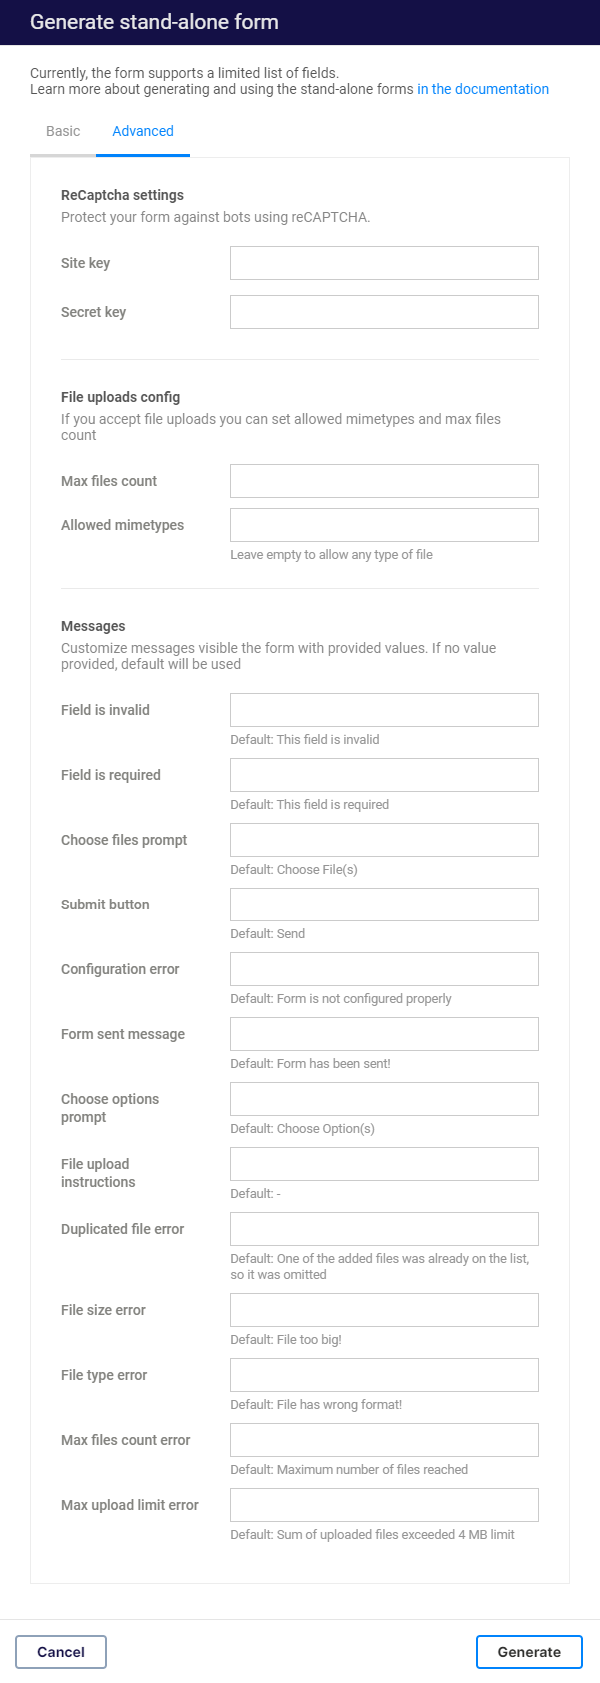 Generate stand-alone form
Currently, the form supports a limited list of fields.
Learn more about generating and using the stand-alone forms in the documentation
Basic Advanced
ReCaptcha settings
Protect your form against bots using reCAPTCHA.
Site key
Secret key
File uploads config
If you accept file uploads you can set allowed mimetypes and max files
count
Max files count
Allowed mimetypes
Leave empty to allow any type of file
Messages
Customize messages visible the form with provided values. If no value
provided, default will be used
Field is invalid
Default: This field is invalid
Field is required
Default: This field is required
Choose files prompt
Default: Choose File(s)
Submit button
Default: Send
Configuration error
Default: Form is not configured properly
Form sent message
Default: Form has been sent!
Choose options
prompt
Default: Choose Option(s)
File upload
instructions
Default: -
Duplicated file error
Default: One of the added files was already on the list,
so it was omitted
File size error
Default: File too big!
File type error
Default: File has wrong format!
Max files count error
Default: Maximum number of files reached
Max upload limit error
Default: Sum of uploaded files exceeded 4 MB limit
Cancel Generate